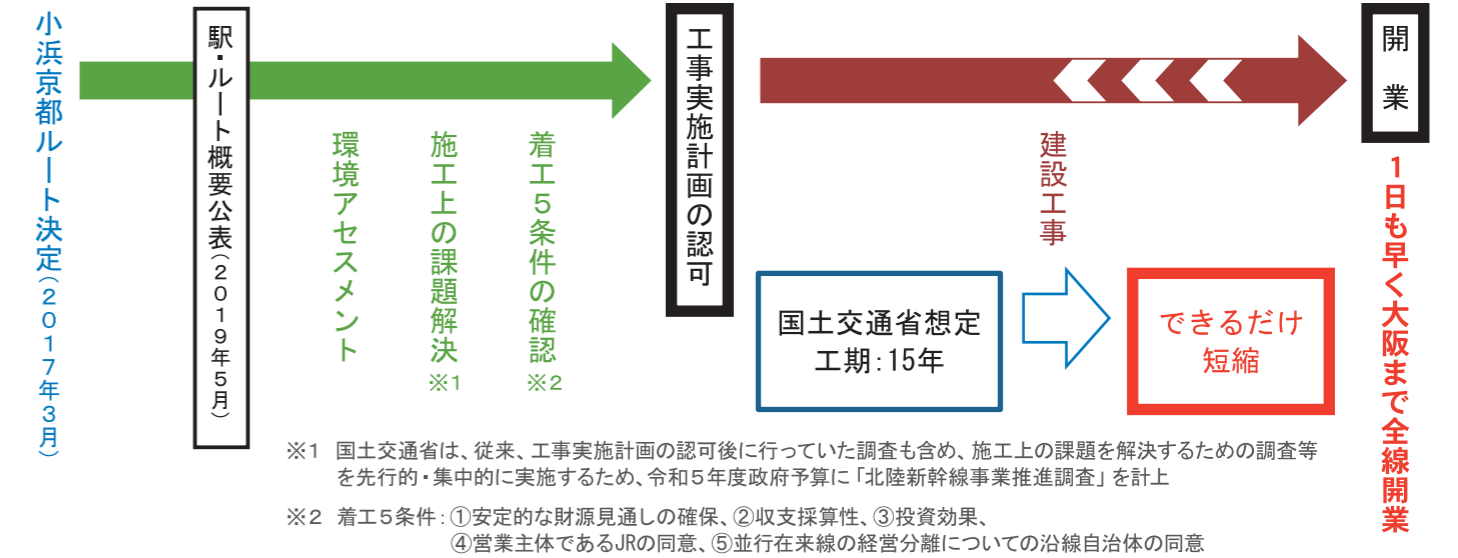 小浜京都ルート決定(2017年3月)
駅・ルート概要公表(2019年5月)
環境アセスメント
施工上の課題解決
※1
着工5条件の確認
※2
工事実施計画の認可
建設工事
国土交通省想定
工期:15年
できるだけ
短縮
開業
1日も早く大阪まで全線開業
※1 国土交通省は、従来、工事実施計画の認可後に行っていた調査も含め、施工上の課題を解決するための調査等
を先行的・集中的に実施するため、令和5年度政府予算に「北陸新幹線事業推進調査」を計上
※2 着工5条件:①安定的な財源見通しの確保、②収支採算性、③投資効果、
④営業主体であるJRの同意、⑤並行在来線の経営分離についての沿線自治体の同意